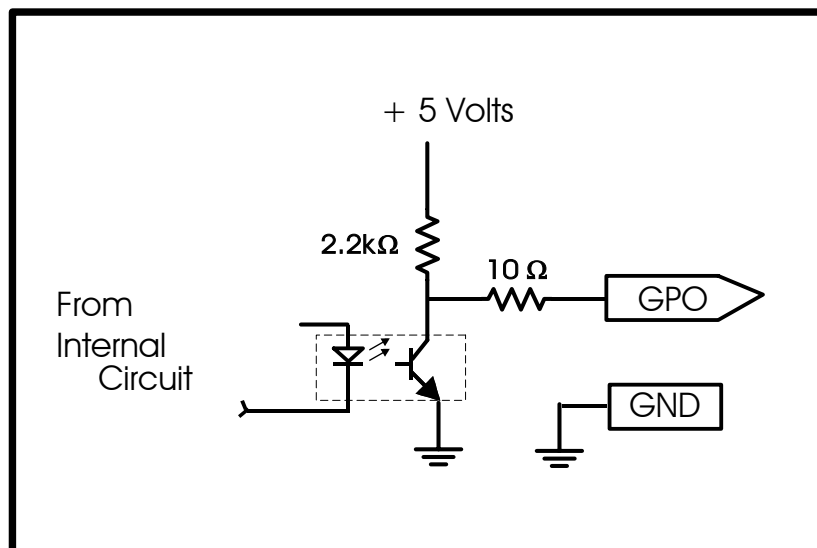 + 5 Volts
2.2kΩ
10 Ω
GPO
From
Internal
Circuit
GND